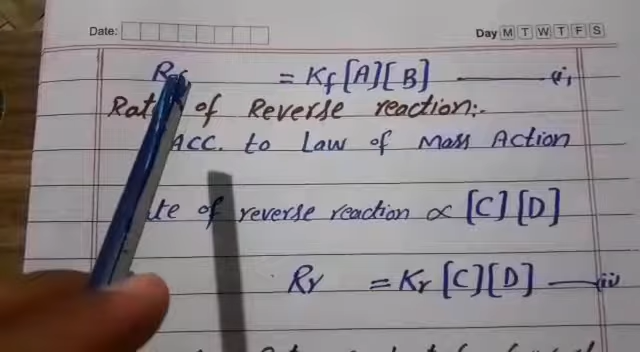 Date: Day M T W T F S
= Kf [A][B] (i)
of Reverse reaction:-
Acc. to Law of Mass Action
of reverse reaction ∝ [C][D]
Rr = Kr [C][D] (ii)